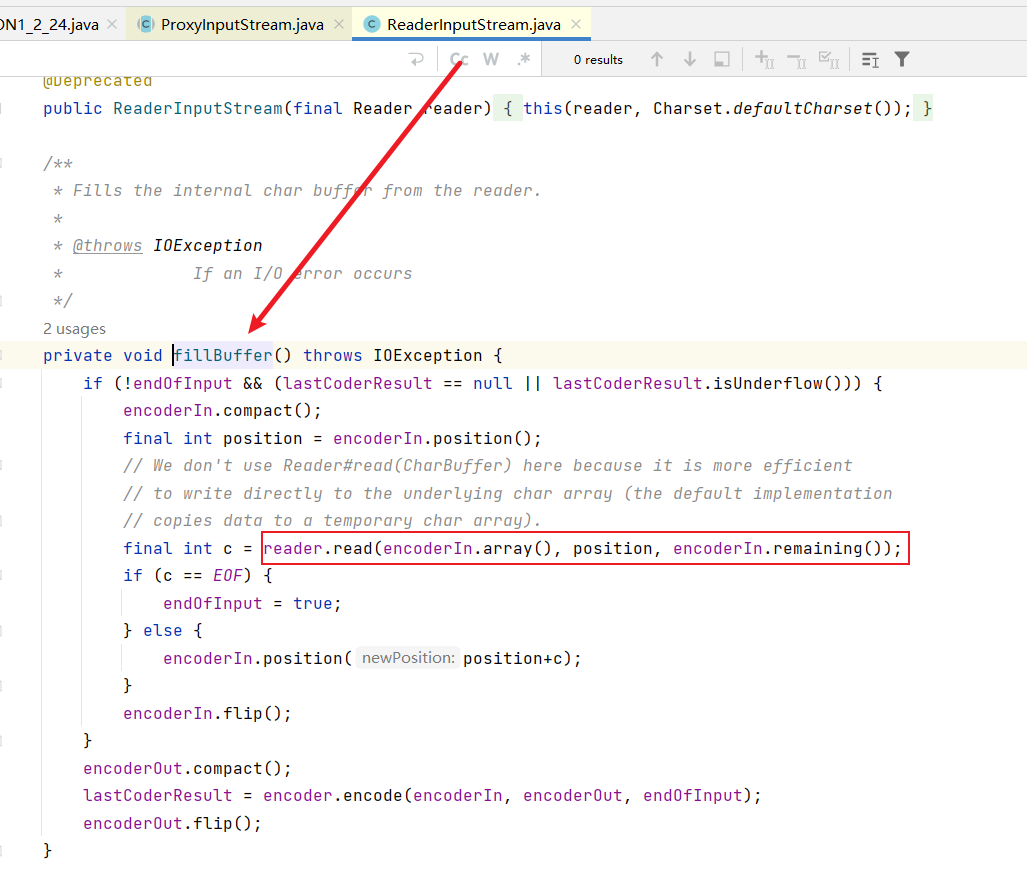 ON1_2_24.java × ProxyInputStream.java × ReaderInputStream.java ×
Cc W .* 0 results
@Deprecated
public ReaderInputStream(final Reader reader) { this(reader, Charset.defaultCharset()); }
/**
* Fills the internal char buffer from the reader.
*
* @throws IOException
* If an I/O error occurs
*/
2 usages
private void fillBuffer() throws IOException {
if (!endOfInput && (lastCoderResult == null || lastCoderResult.isUnderflow())) {
encoderIn.compact();
final int position = encoderIn.position();
// We don't use Reader#read(CharBuffer) here because it is more efficient
// to write directly to the underlying char array (the default implementation
// copies data to a temporary char array).
final int c = reader.read(encoderIn.array(), position, encoderIn.remaining());
if (c == EOF) {
endOfInput = true;
} else {
encoderIn.position( newPosition: position+c);
}
encoderIn.flip();
}
encoderOut.compact();
lastCoderResult = encoder.encode(encoderIn, encoderOut, endOfInput);
encoderOut.flip();
}